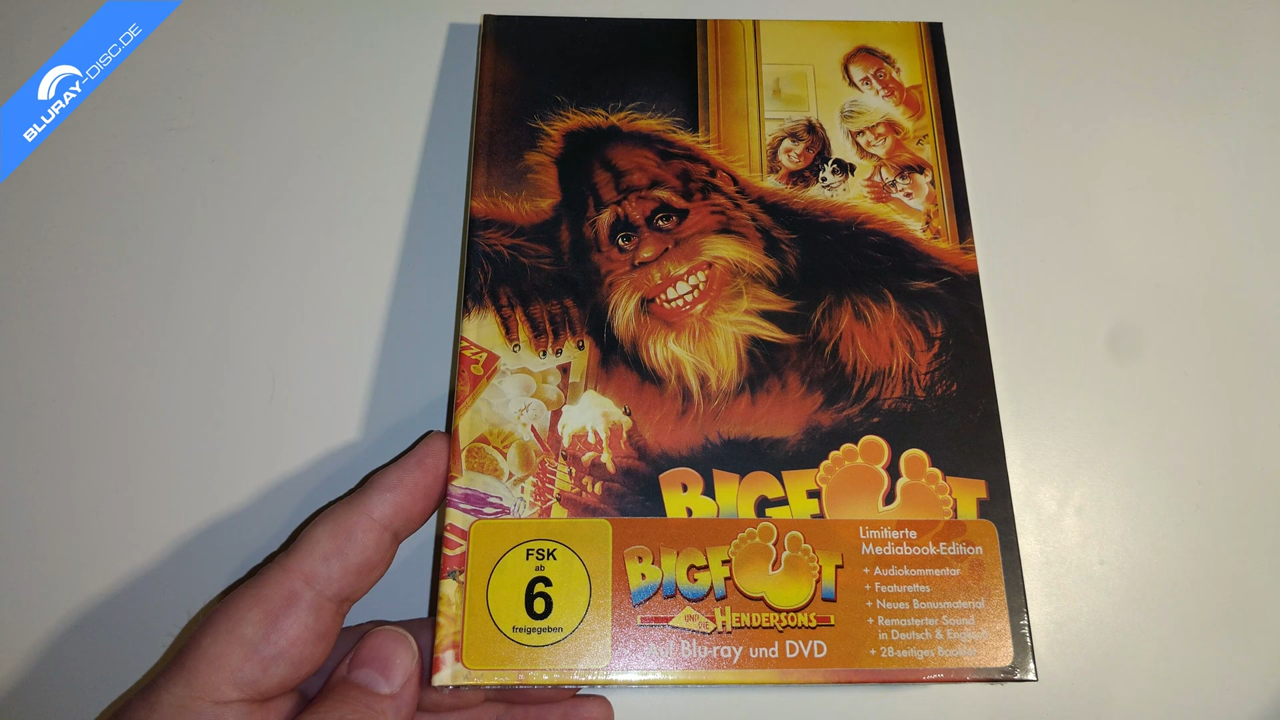 BLURAY-DISC.DE
ZZA
BIGFOOT
FSK
ab
6
freigegeben
BIGFOOT
UND DIE HENDERSONS
Auf Blu-ray und DVD
Limitierte
Mediabook-Edition
+ Audiokommentar
+ Featurettes
+ Neues Bonusmaterial
+ Remasterter Sound
in Deutsch & Englisch
+ 28-seitiges Booklet